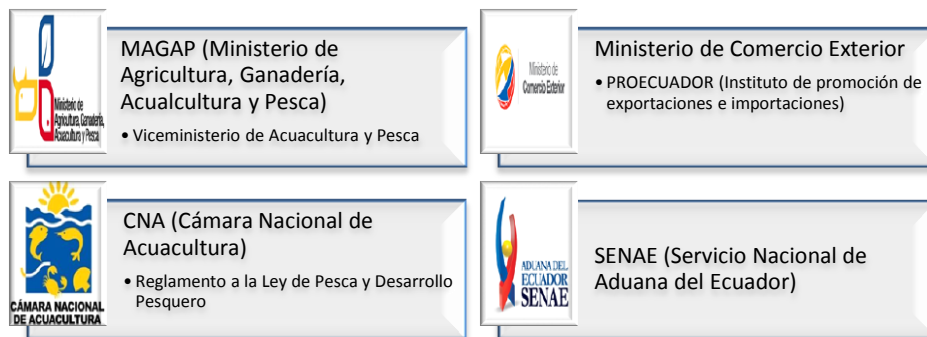 Ministerio de
Agricultura, Ganadería,
Acuacultura y Pesca
MAGAP (Ministerio de
Agricultura, Ganadería,
Acualcultura y Pesca)
• Viceministerio de Acuacultura y Pesca
Ministerio de
Comercio Exterior
Ministerio de Comercio Exterior
• PROECUADOR (Instituto de promoción de
exportaciones e importaciones)
CÁMARA NACIONAL
DE ACUACULTURA
CNA (Cámara Nacional de
Acuacultura)
• Reglamento a la Ley de Pesca y Desarrollo
Pesquero
ADUANA DEL
ECUADOR
SENAE
SENAE (Servicio Nacional de
Aduana del Ecuador)